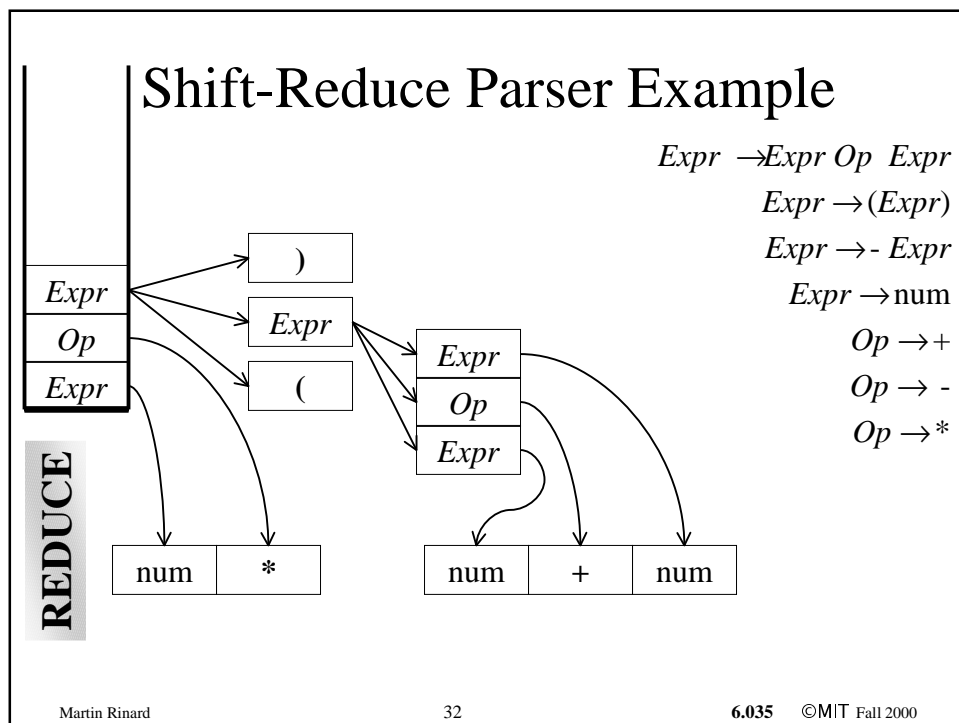 Shift-Reduce Parser Example
Expr → Expr Op Expr
Expr → (Expr)
Expr → - Expr
Expr → num
Op → +
Op → -
Op → *
Expr
Op
Expr
)
Expr
(
Expr
Op
Expr
REDUCE
num *
num + num
Martin Rinard 32 6.035 ©MIT Fall 2000